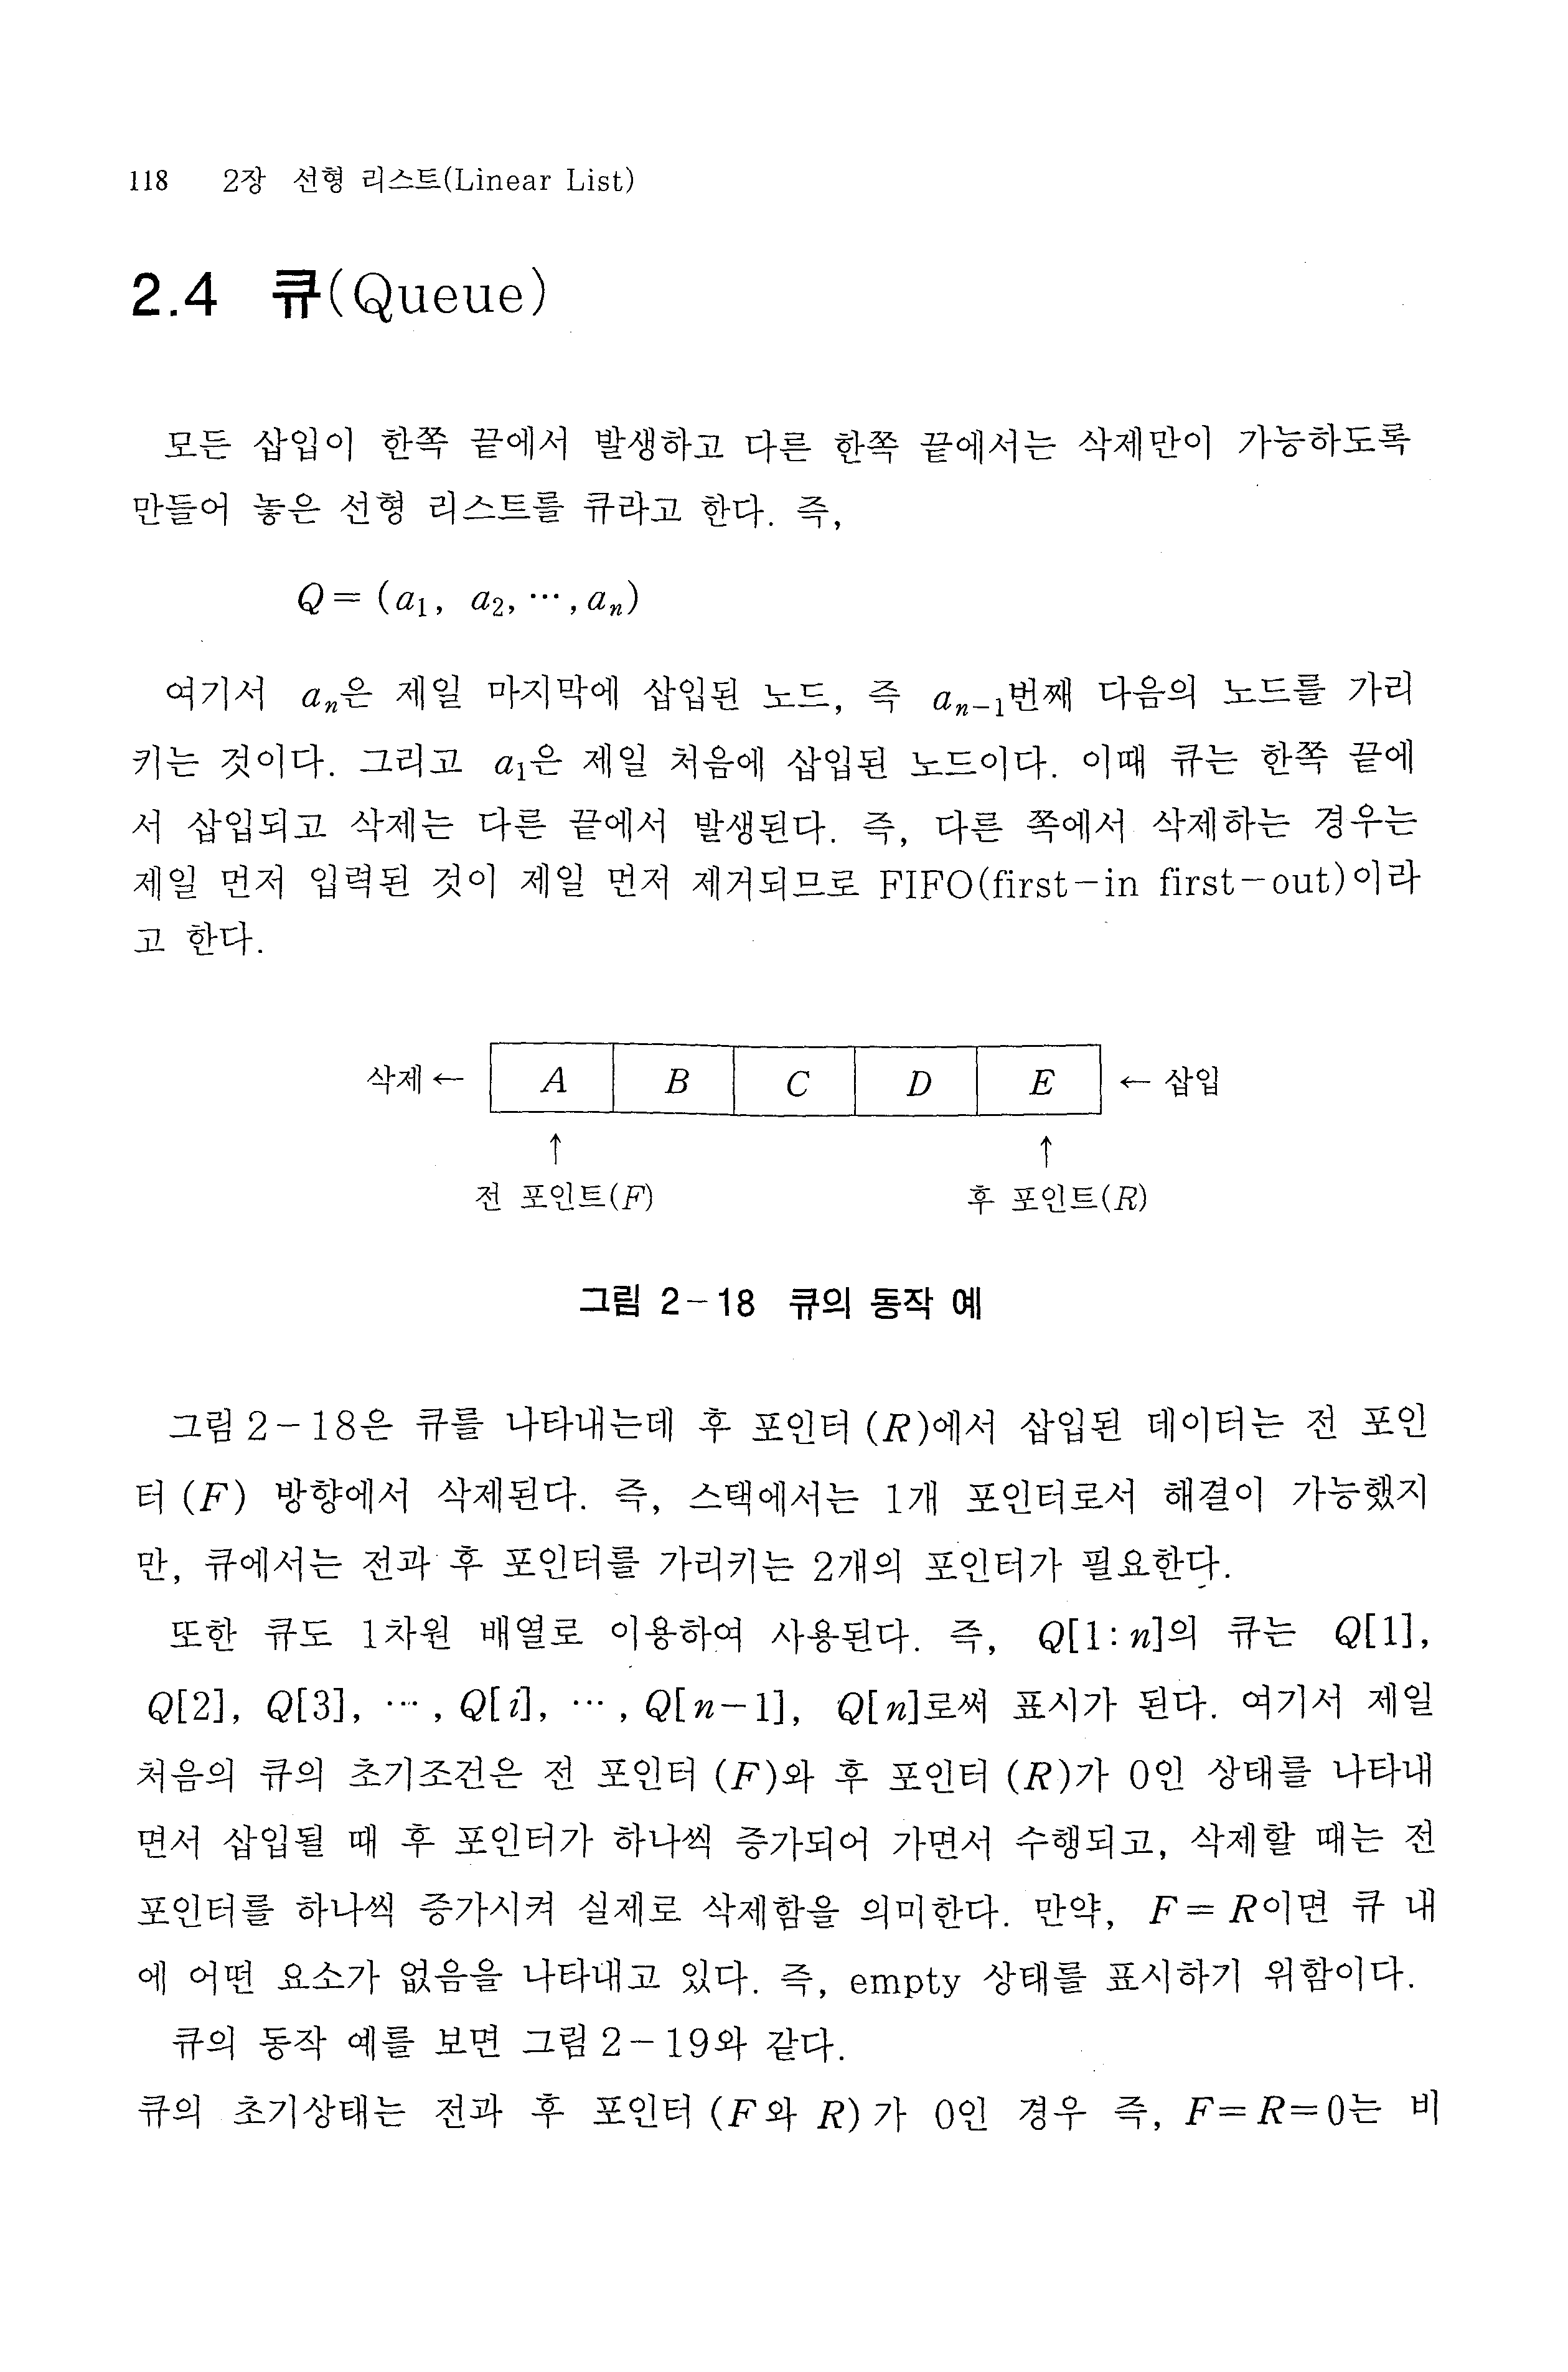 118 2장 선형 리스트(Linear List)
2.4 큐(Queue)
모든 삽입이 한쪽 끝에서 발생하고 다른 한쪽 끝에서는 삭제만이 가능하도록
만들어 놓은 선형 리스트를 큐라고 한다. 즉,
Q = (a₁, a₂, ⋯, aₙ)
여기서 aₙ은 제일 마지막에 삽입된 노드, 즉 aₙ₋₁번째 다음의 노드를 가리
키는 것이다. 그리고 a₁은 제일 처음에 삽입된 노드이다. 이때 큐는 한쪽 끝에
서 삽입되고 삭제는 다른 끝에서 발생된다. 즉, 다른 쪽에서 삭제하는 경우는
제일 먼저 입력된 것이 제일 먼저 제거되므로 FIFO(first-in first-out)이라
고 한다.
삭제 ← A B C D E ← 삽입
↑ ↑
전 포인트(F) 후 포인트(R)
그림 2-18 큐의 동작 예
그림 2-18은 큐를 나타내는데 후 포인터 (R)에서 삽입된 데이터는 전 포인
터 (F) 방향에서 삭제된다. 즉, 스택에서는 1개 포인터로서 해결이 가능했지
만, 큐에서는 전과 후 포인터를 가리키는 2개의 포인터가 필요한다.
또한 큐도 1차원 배열로 이용하여 사용된다. 즉, Q[1:n]의 큐는 Q[1],
Q[2], Q[3], ⋯, Q[i], ⋯, Q[n-1], Q[n]로써 표시가 된다. 여기서 제일
처음의 큐의 초기조건은 전 포인터 (F)와 후 포인터 (R)가 0인 상태를 나타내
면서 삽입될 때 후 포인터가 하나씩 증가되어 가면서 수행되고, 삭제할 때는 전
포인터를 하나씩 증가시켜 실제로 삭제함을 의미한다. 만약, F = R이면 큐 내
에 어떤 요소가 없음을 나타내고 있다. 즉, empty 상태를 표시하기 위함이다.
큐의 동작 예를 보면 그림 2-19와 같다.
큐의 초기상태는 전과 후 포인터 (F와 R)가 0인 경우 즉, F=R=0는 비